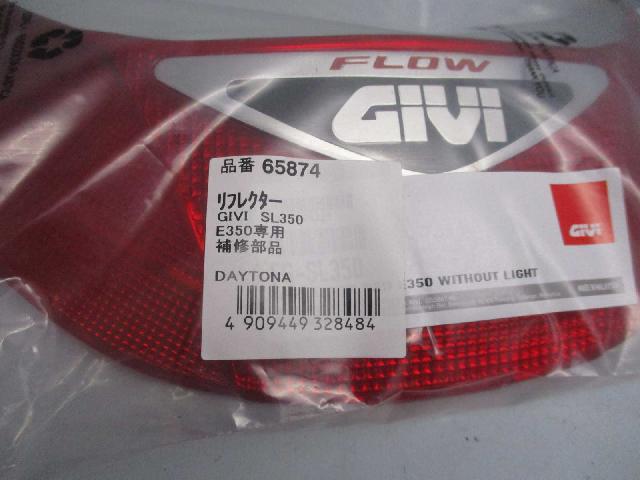 FLOW
GIVI
品番 65874
リフレクター
GIVI SL350
E350専用
補修部品
DAYTONA
4 909449 328484
GIVI
E350 WITHOUT LIGHT